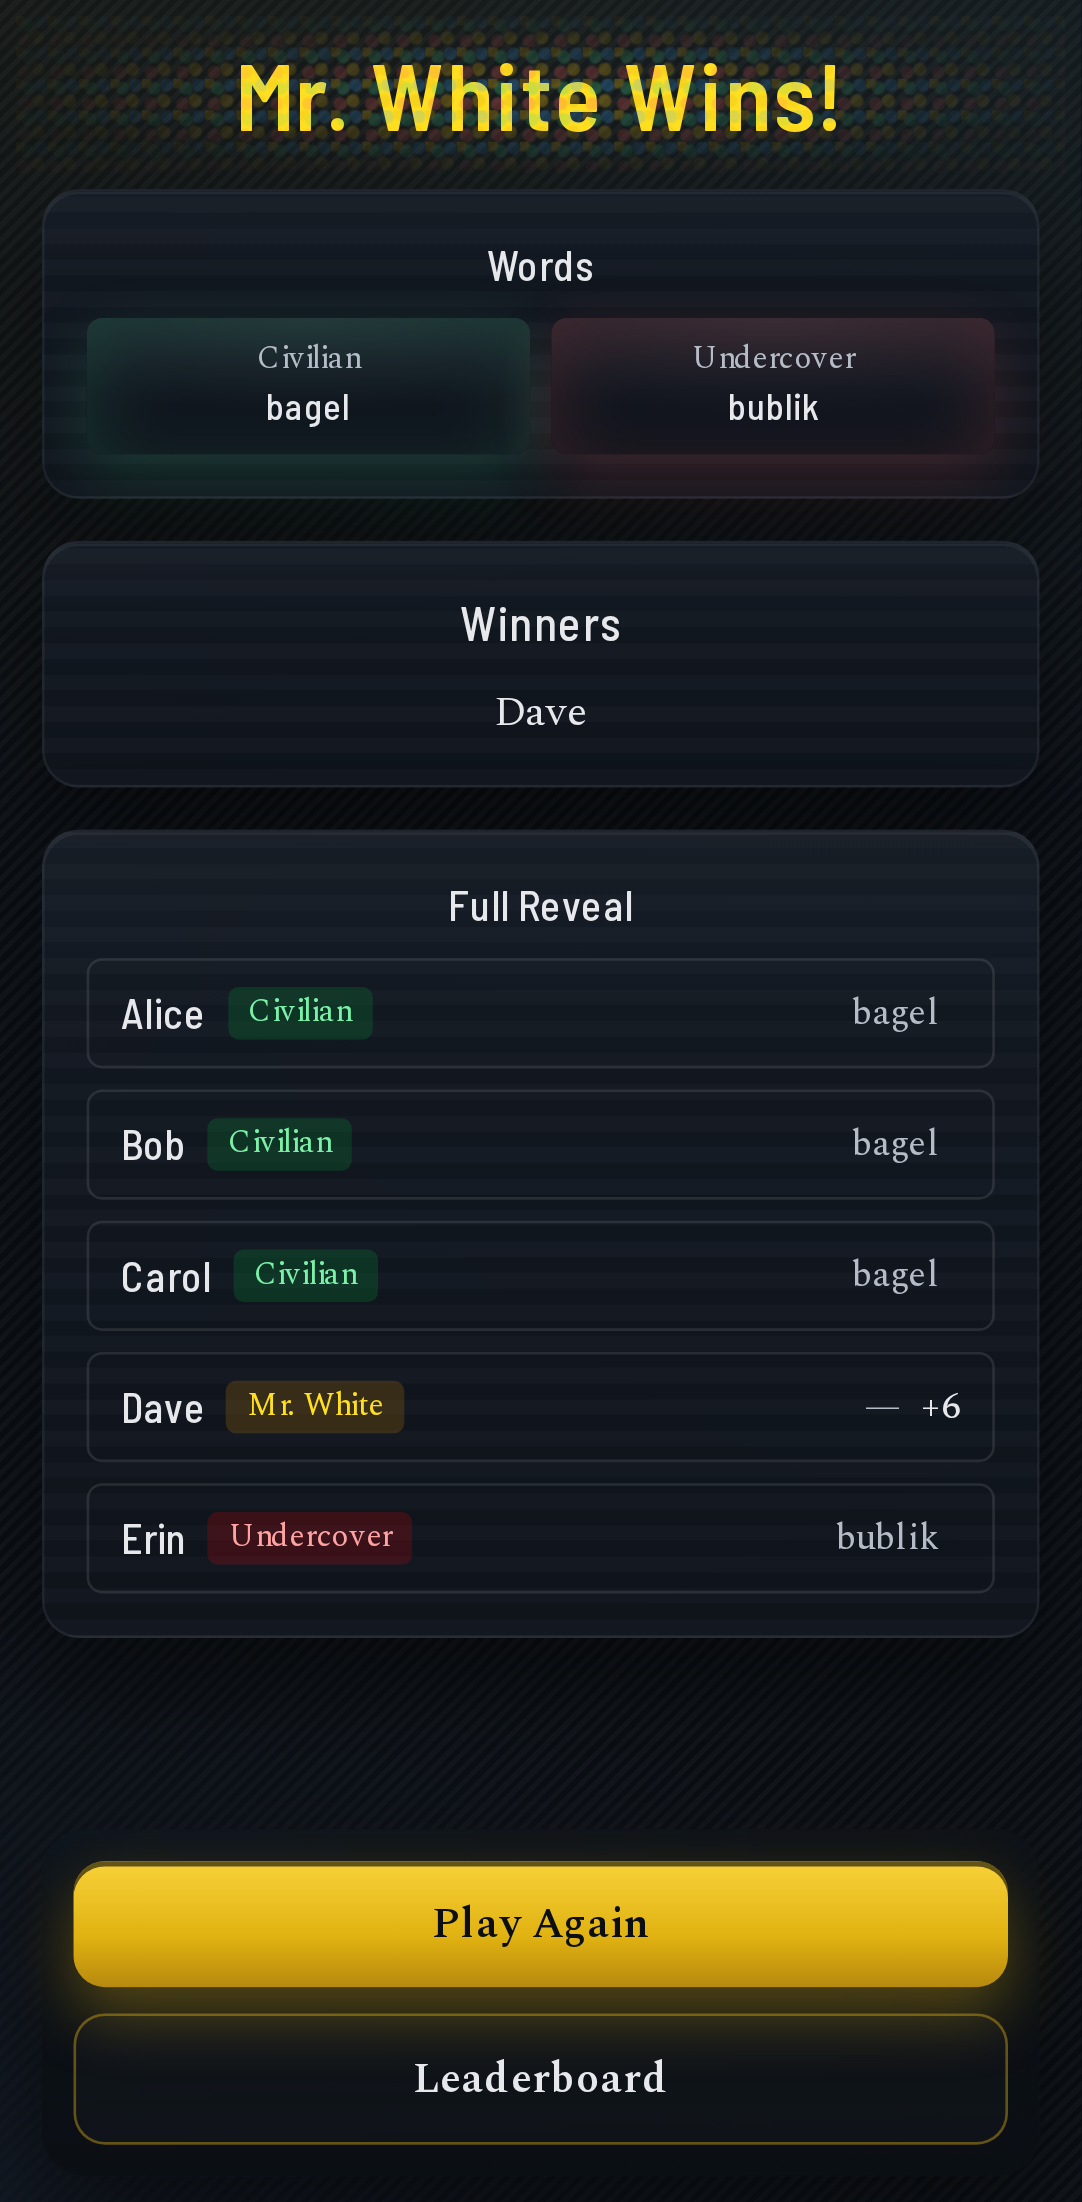 Mr. White Wins!
Words
Civilian
bagel
Undercover
bublik
Winners
Dave
Full Reveal
Alice Civilian bagel
Bob Civilian bagel
Carol Civilian bagel
Dave Mr. White — +6
Erin Undercover bublik
Play Again
Leaderboard